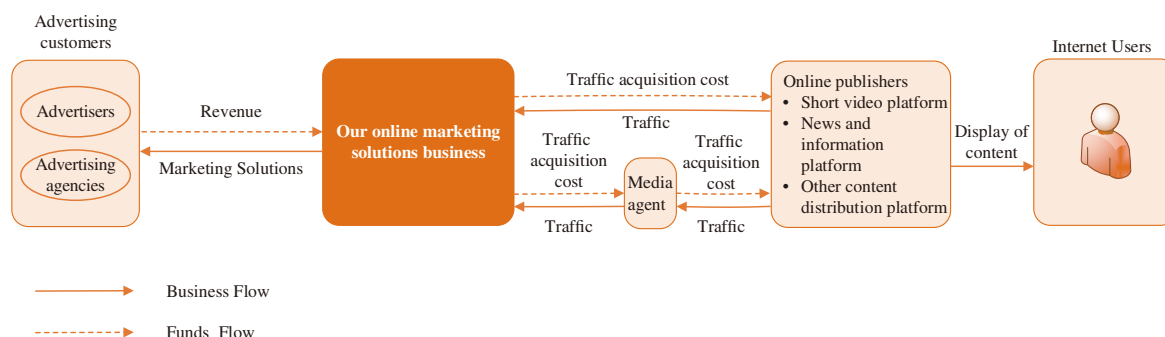 Advertising
customers
Advertisers
Advertising
agencies
Revenue
Marketing Solutions
Our online marketing
solutions business
Traffic acquisition cost
Traffic
Traffic
acquisition
cost
Traffic
Media
agent
Traffic
acquisition
cost
Traffic
Online publishers
• Short video platform
• News and
information
platform
• Other content
distribution platform
Display of
content
Internet Users
Business Flow
Funds Flow